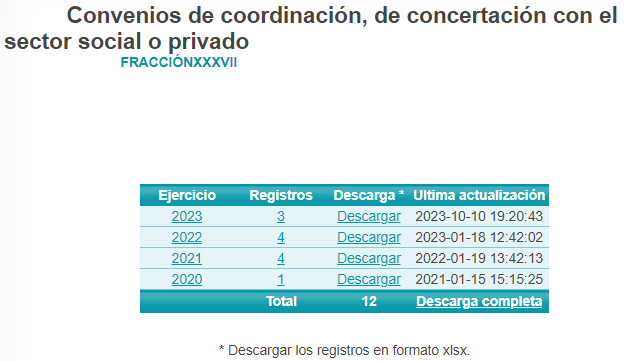 Convenios de coordinación, de concertación con el
sector social o privado
FRACCIÓNXXXVII
Ejercicio Registros Descarga * Ultima actualización
2023 3 Descargar 2023-10-10 19:20:43
2022 4 Descargar 2023-01-18 12:42:02
2021 4 Descargar 2022-01-19 13:42:13
2020 1 Descargar 2021-01-15 15:15:25
Total 12 Descarga completa
* Descargar los registros en formato xlsx.